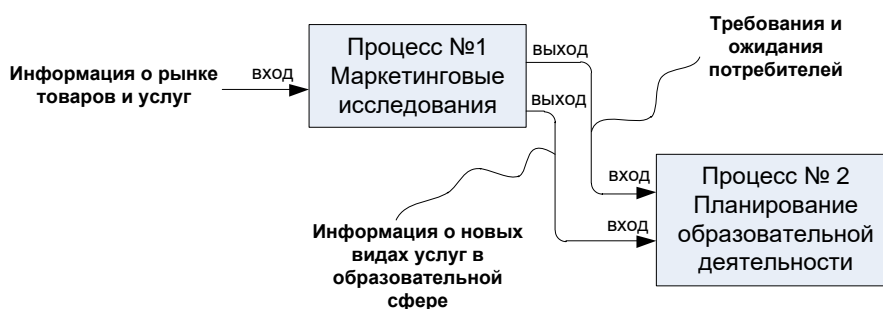 Информация о рынке
товаров и услуг
вход
Процесс №1
Маркетинговые
исследования
выход
выход
Требования и
ожидания
потребителей
Информация о новых
видах услуг в
образовательной
сфере
вход
вход
Процесс № 2
Планирование
образовательной
деятельности